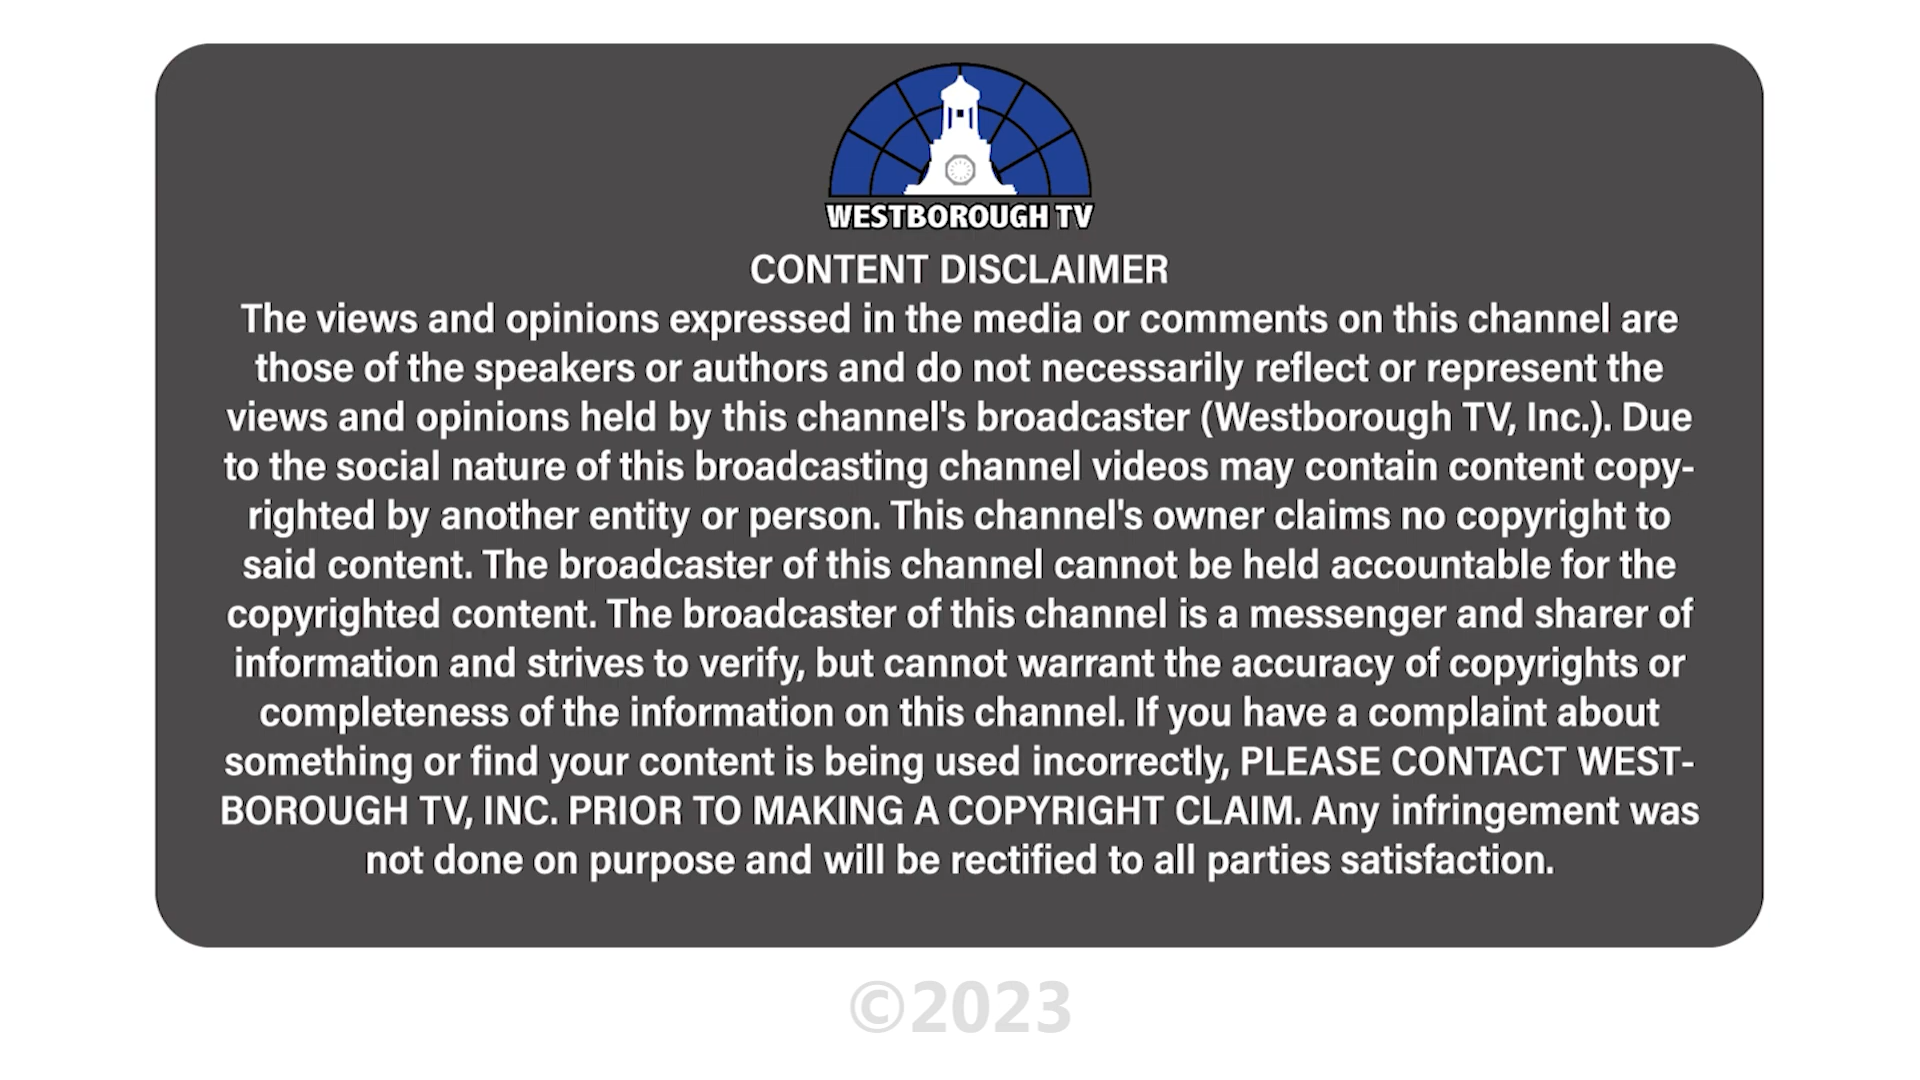 WESTBOROUGH TV
CONTENT DISCLAIMER
The views and opinions expressed in the media or comments on this channel are
those of the speakers or authors and do not necessarily reflect or represent the
views and opinions held by this channel's broadcaster (Westborough TV, Inc.). Due
to the social nature of this broadcasting channel videos may contain content copy-
righted by another entity or person. This channel's owner claims no copyright to
said content. The broadcaster of this channel cannot be held accountable for the
copyrighted content. The broadcaster of this channel is a messenger and sharer of
information and strives to verify, but cannot warrant the accuracy of copyrights or
completeness of the information on this channel. If you have a complaint about
something or find your content is being used incorrectly, PLEASE CONTACT WEST-
BOROUGH TV, INC. PRIOR TO MAKING A COPYRIGHT CLAIM. Any infringement was
not done on purpose and will be rectified to all parties satisfaction.
©2023